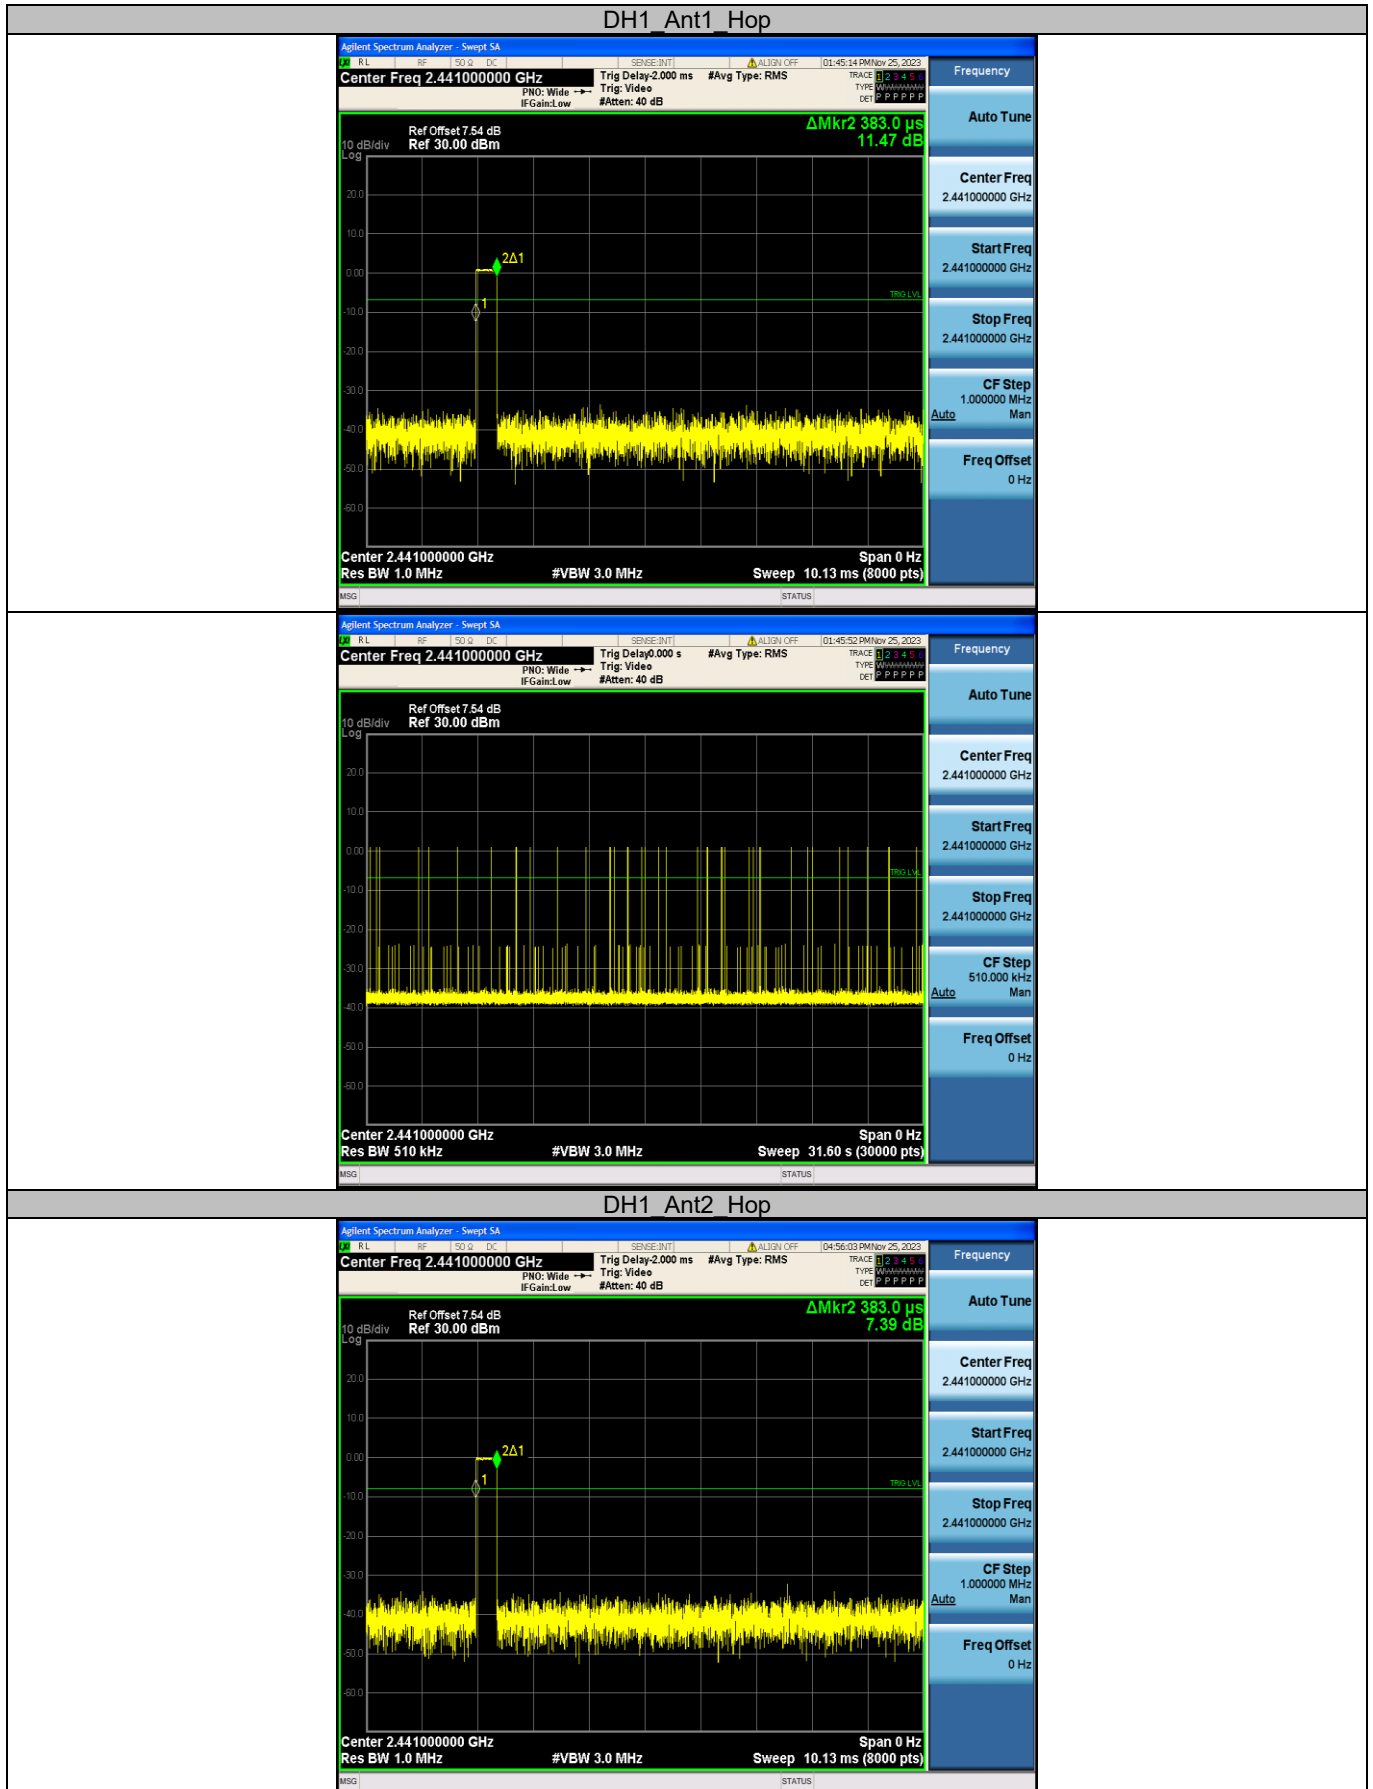 DH1_Ant1_Hop
Agilent Spectrum Analyzer - Swept SA
RL RF 50 Ω DC SENSE:INT ALIGN OFF 01:45:14 PM Nov 25, 2023
Center Freq 2.441000000 GHz
PNO: Wide
IFGain:Low
Trig Delay-2.000 ms
Trig: Video
#Atten: 40 dB
#Avg Type: RMS
TRACE 1 2 3 4 5 6
TYPE
DET P P P P P P
Frequency
Auto Tune
ΔMkr2 383.0 µs
11.47 dB
Ref Offset 7.54 dB
10 dB/div Ref 30.00 dBm
Log
20.0
10.0
0.00
-10.0
-20.0
-30.0
-40.0
-50.0
-60.0
2Δ1
1
TRIG LVL
Center 2.441000000 GHz Span 0 Hz
Res BW 1.0 MHz #VBW 3.0 MHz Sweep 10.13 ms (8000 pts)
Center Freq
2.441000000 GHz
Start Freq
2.441000000 GHz
Stop Freq
2.441000000 GHz
CF Step
1.000000 MHz
Auto Man
Freq Offset
0 Hz
MSG STATUS
Agilent Spectrum Analyzer - Swept SA
RL RF 50 Ω DC SENSE:INT ALIGN OFF 01:45:52 PM Nov 25, 2023
Center Freq 2.441000000 GHz
PNO: Wide
IFGain:Low
Trig Delay0.000 s
Trig: Video
#Atten: 40 dB
#Avg Type: RMS
TRACE 1 2 3 4 5 6
TYPE
DET P P P P P P
Frequency
Auto Tune
Ref Offset 7.54 dB
10 dB/div Ref 30.00 dBm
Log
20.0
10.0
0.00
-10.0
-20.0
-30.0
-40.0
-50.0
-60.0
TRIG LVL
Center 2.441000000 GHz Span 0 Hz
Res BW 510 kHz #VBW 3.0 MHz Sweep 31.60 s (30000 pts)
Center Freq
2.441000000 GHz
Start Freq
2.441000000 GHz
Stop Freq
2.441000000 GHz
CF Step
510.000 kHz
Auto Man
Freq Offset
0 Hz
MSG STATUS
DH1_Ant2_Hop
Agilent Spectrum Analyzer - Swept SA
RL RF 50 Ω DC SENSE:INT ALIGN OFF 04:56:03 PM Nov 25, 2023
Center Freq 2.441000000 GHz
PNO: Wide
IFGain:Low
Trig Delay-2.000 ms
Trig: Video
#Atten: 40 dB
#Avg Type: RMS
TRACE 1 2 3 4 5 6
TYPE
DET P P P P P P
Frequency
Auto Tune
ΔMkr2 383.0 µs
7.39 dB
Ref Offset 7.54 dB
10 dB/div Ref 30.00 dBm
Log
20.0
10.0
0.00
-10.0
-20.0
-30.0
-40.0
-50.0
-60.0
2Δ1
1
TRIG LVL
Center 2.441000000 GHz Span 0 Hz
Res BW 1.0 MHz #VBW 3.0 MHz Sweep 10.13 ms (8000 pts)
Center Freq
2.441000000 GHz
Start Freq
2.441000000 GHz
Stop Freq
2.441000000 GHz
CF Step
1.000000 MHz
Auto Man
Freq Offset
0 Hz
MSG STATUS